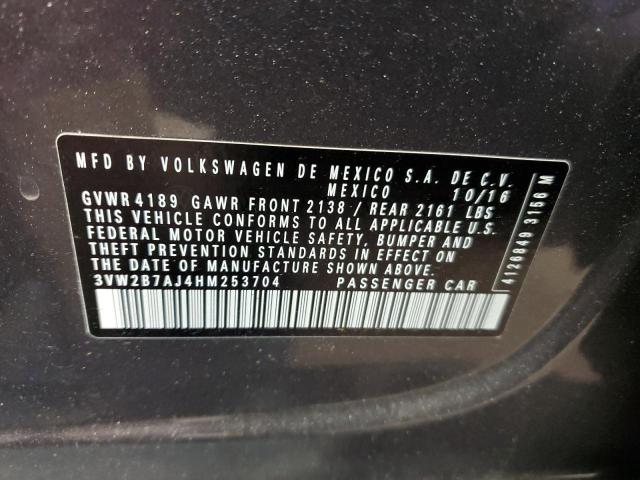 MFD BY VOLKSWAGEN DE MEXICO S.A. DE C.V.
MEXICO 10/16
GVWR 4189 GAWR FRONT 2138 / REAR 2161 LBS
THIS VEHICLE CONFORMS TO ALL APPLICABLE U.S.
FEDERAL MOTOR VEHICLE SAFETY, BUMPER AND
THEFT PREVENTION STANDARDS IN EFFECT ON
THE DATE OF MANUFACTURE SHOWN ABOVE.
3VW2B7AJ4HM253704 PASSENGER CAR
4126849 3156 M